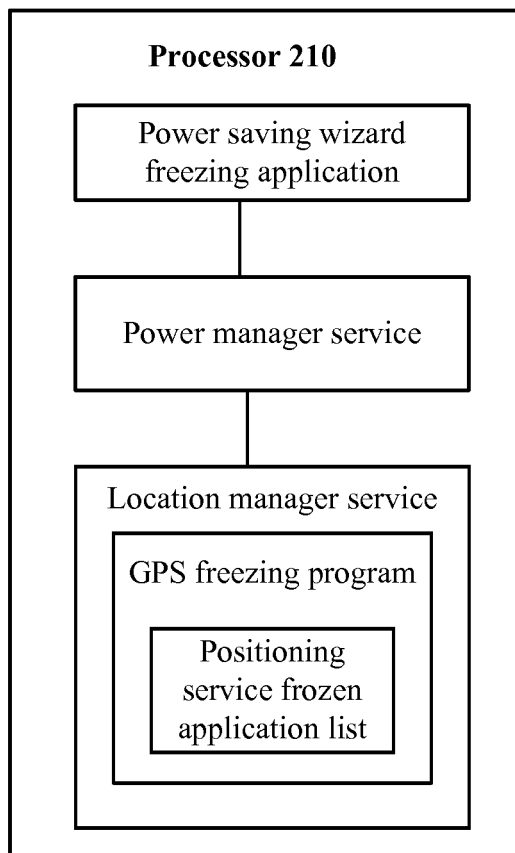 Processor 210
Power saving wizard
freezing application
Power manager service
Location manager service
GPS freezing program
Positioning
service frozen
application list